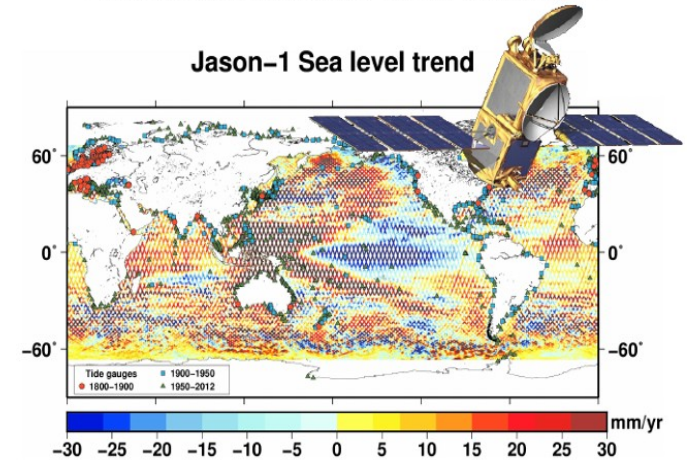 Jason-1 Sea level trend
60° 60°
0° 0°
-60° -60°
Tide gauges 1900-1950
1800-1900 1950-2012
mm/yr
-30 -25 -20 -15 -10 -5 0 5 10 15 20 25 30